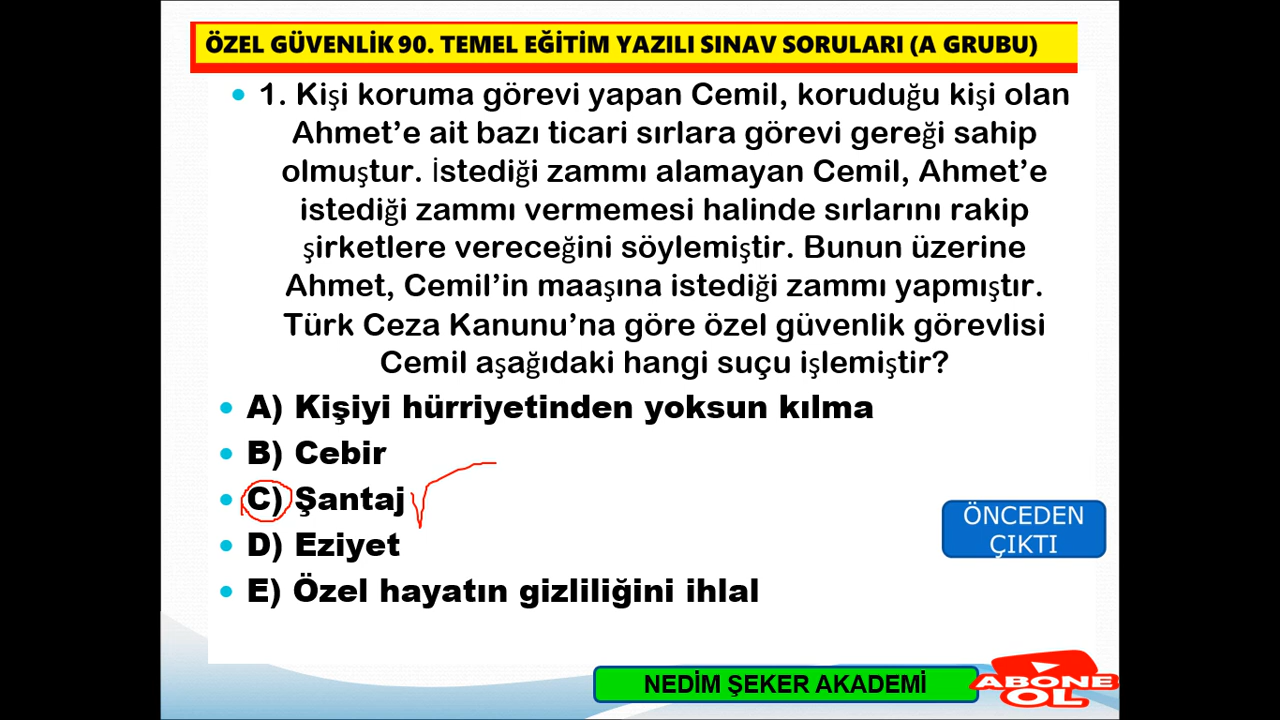 ÖZEL GÜVENLİK 90. TEMEL EĞİTİM YAZILI SINAV SORULARI (A GRUBU)
• 1. Kişi koruma görevi yapan Cemil, koruduğu kişi olan
Ahmet’e ait bazı ticari sırlara görevi gereği sahip
olmuştur. İstediği zammı alamayan Cemil, Ahmet’e
istediği zammı vermemesi halinde sırlarını rakip
şirketlere vereceğini söylemiştir. Bunun üzerine
Ahmet, Cemil’in maaşına istediği zammı yapmıştır.
Türk Ceza Kanunu’na göre özel güvenlik görevlisi
Cemil aşağıdaki hangi suçu işlemiştir?
• A) Kişiyi hürriyetinden yoksun kılma
• B) Cebir
• C) Şantaj
• D) Eziyet
• E) Özel hayatın gizliliğini ihlal
ÖNCEDEN
ÇIKTI
NEDİM ŞEKER AKADEMİ
ABONE
OL